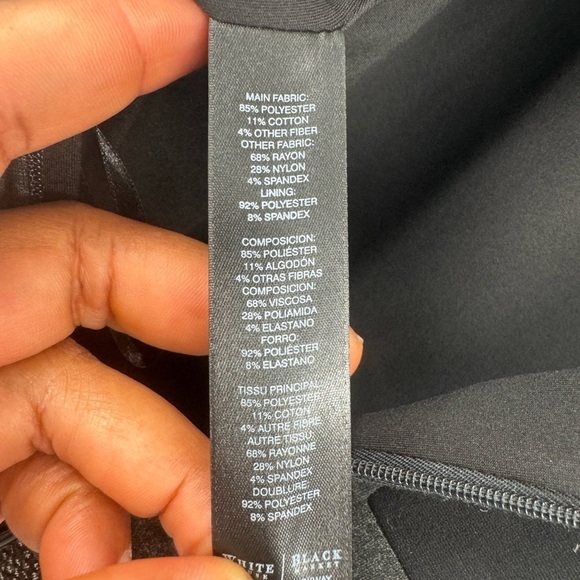 MAIN FABRIC:
85% POLYESTER
11% COTTON
4% OTHER FIBER
OTHER FABRIC:
68% RAYON
28% NYLON
4% SPANDEX
LINING:
92% POLYESTER
8% SPANDEX
COMPOSICION:
85% POLIÉSTER
11% ALGODÓN
4% OTRAS FIBRAS
COMPOSICION:
68% VISCOSA
28% POLIAMIDA
4% ELASTANO
FORRO:
92% POLIÉSTER
8% ELASTANO
TISSU PRINCIPAL:
85% POLYESTER
11% COTTON
4% AUTRE FIBRE
AUTRE TISSU
68% RAYONNE
28% NYLON
4% SPANDEX
DOUBLURE:
92% POLYESTER
8% SPANDEX
WHITE BLACK
MARKET